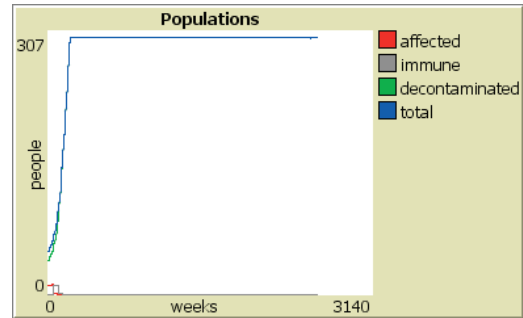 Populations
307
people
0
0
weeks
3140
affected
immune
decontaminated
total